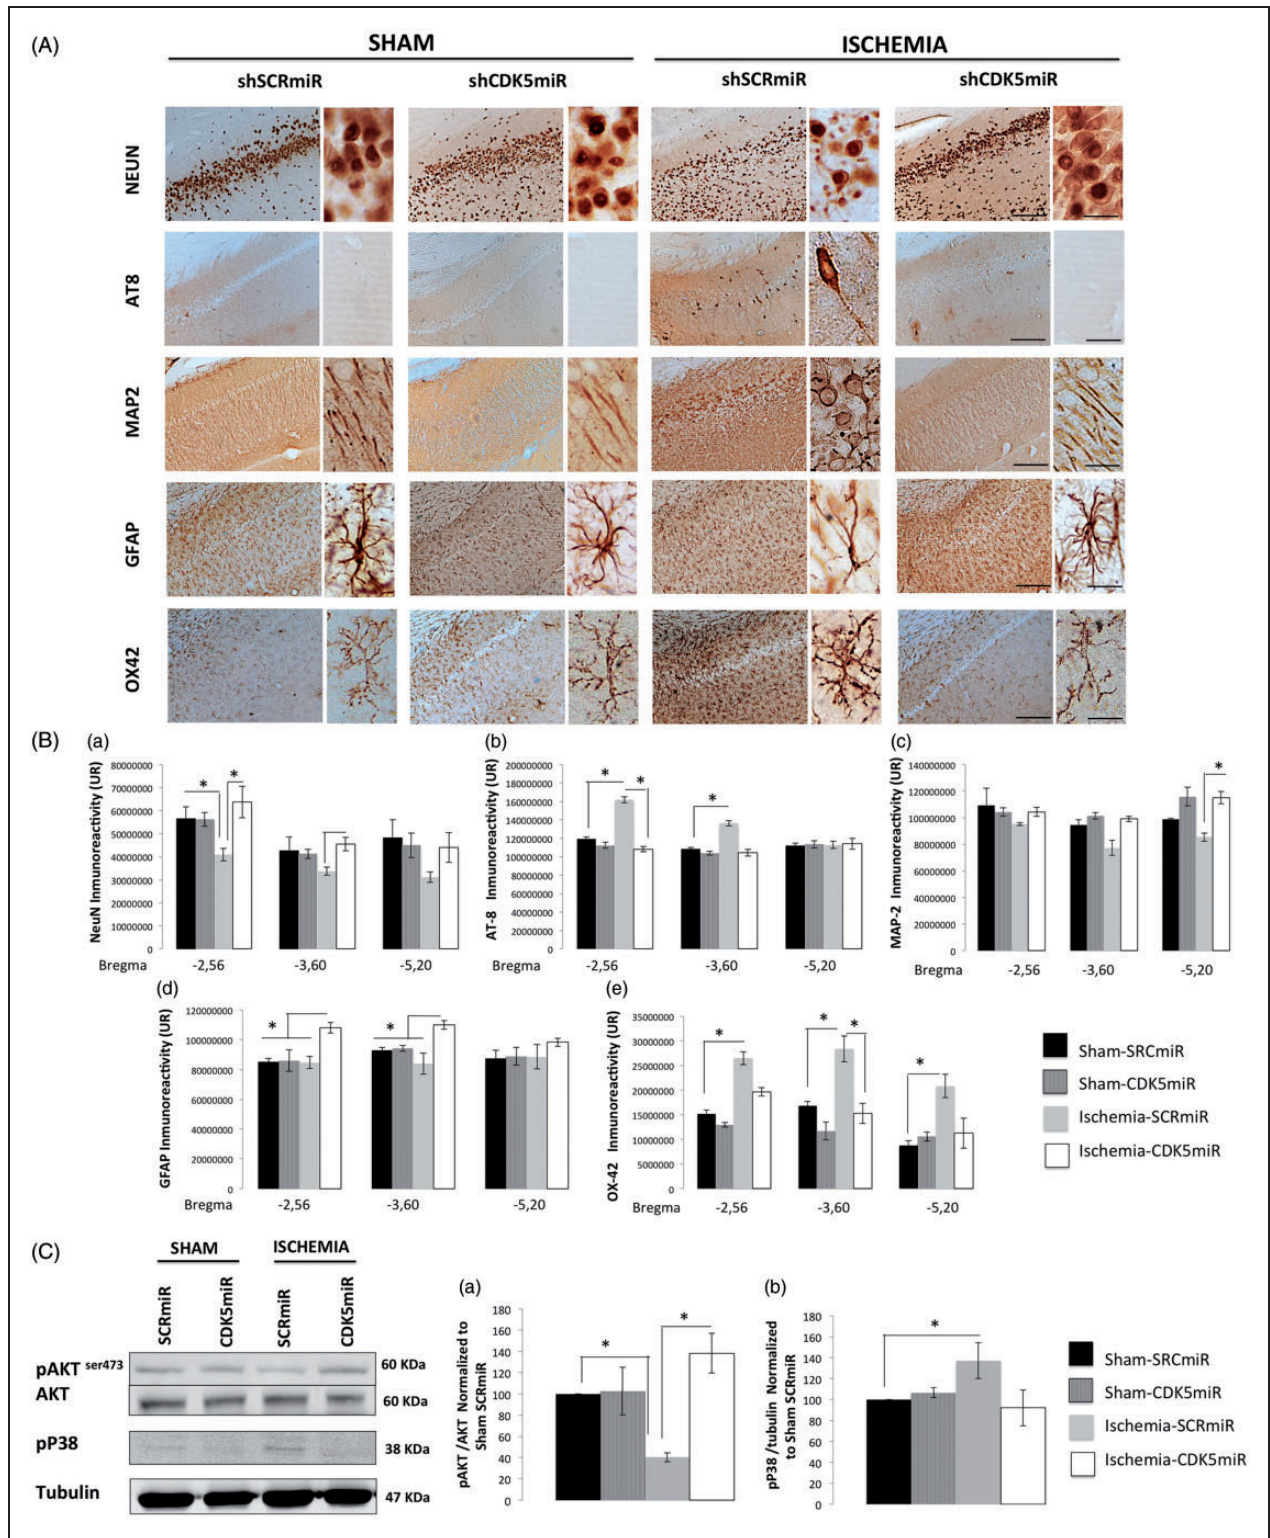 (A)
SHAM
ISCHEMIA
shSCRmiR
shCDK5miR
shSCRmiR
shCDK5miR
NEUN
AT8
MAP2
GFAP
OX42
(B)
(a)
NeuN Inmunoreactivity (UR)
80000000
70000000
60000000
50000000
40000000
30000000
20000000
10000000
0
* *
Bregma
-2,56
-3,60
-5,20
(b)
AT-8 Inmunoreactivity (UR)
200000000
180000000
160000000
140000000
120000000
100000000
80000000
60000000
40000000
20000000
0
* * *
-2,56
-3,60
-5,20
(c)
MAP-2 Inmunoreactivity (UR)
140000000
120000000
100000000
80000000
60000000
40000000
20000000
0
*
-2,56
-3,60
-5,20
(d)
GFAP Inmunoreactivity (UR)
120000000
100000000
80000000
60000000
40000000
20000000
0
* *
Bregma
-2,56
-3,60
-5,20
(e)
OX-42 Inmunoreactivity (UR)
35000000
30000000
25000000
20000000
15000000
10000000
5000000
0
* * * *
-2,56
-3,60
-5,20
Sham-SRCmiR
Sham-CDK5miR
Ischemia-SCRmiR
Ischemia-CDK5miR
(C)
SHAM
ISCHEMIA
SCRmiR
CDK5miR
SCRmiR
CDK5miR
pAKT ser473
60 KDa
AKT
60 KDa
pP38
38 KDa
Tubulin
47 KDa
(a)
pAKT/AKT Normalized to
Sham SCRmiR
180
160
140
120
100
80
60
40
20
0
* *
(b)
pP38/tubulin Normalized
to Sham SCRmiR
180
160
140
120
100
80
60
40
20
0
*
Sham-SRCmiR
Sham-CDK5miR
Ischemia-SCRmiR
Ischemia-CDK5miR